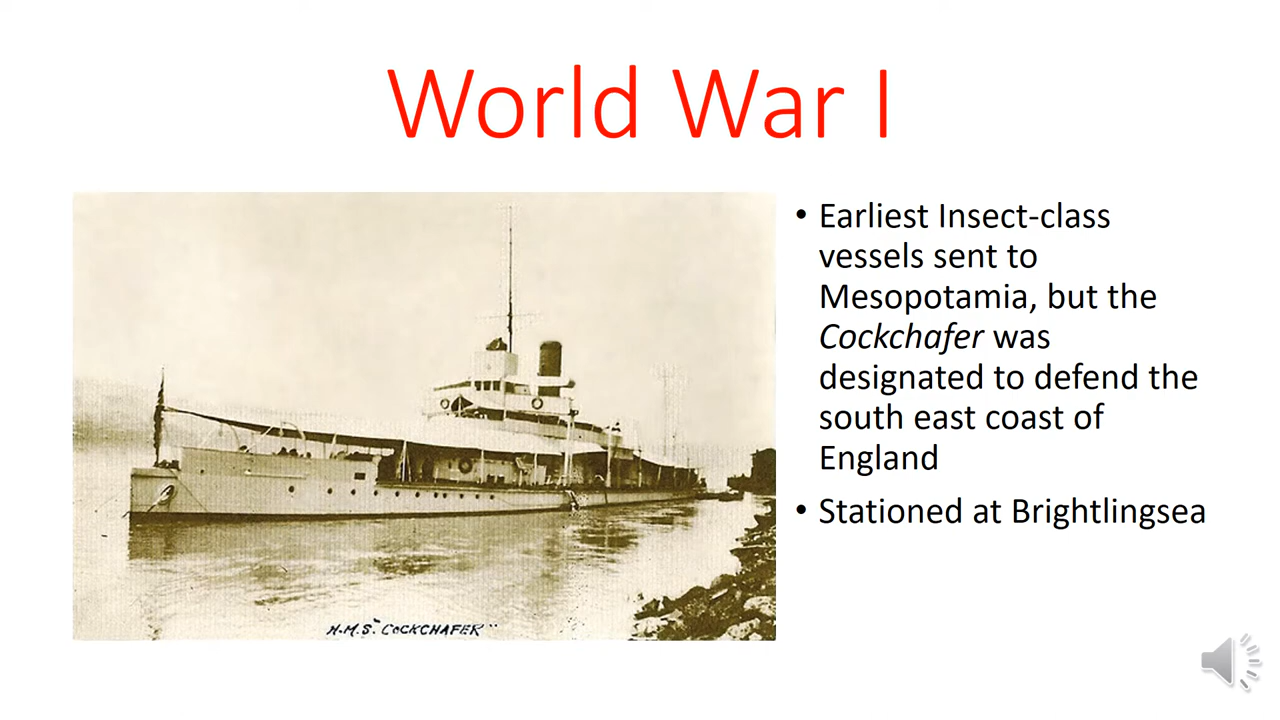 World War I
• Earliest Insect-class
vessels sent to
Mesopotamia, but the
Cockchafer was
designated to defend the
south east coast of
England
• Stationed at Brightlingsea
H.M.S. "COCKCHAFER"